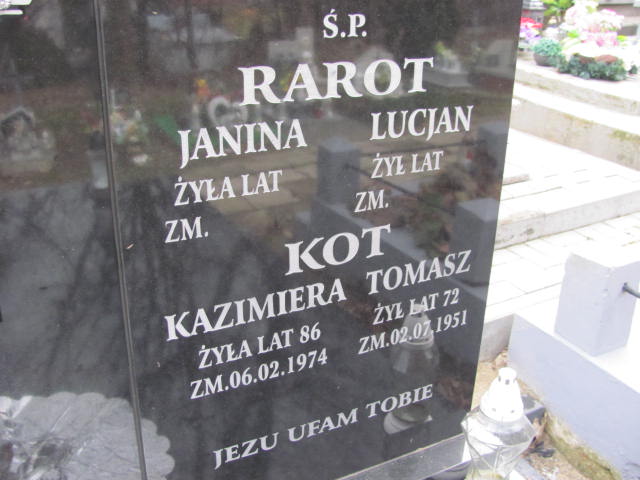 Ś.P.
RAROT
JANINA LUCJAN
ŻYŁA LAT ŻYŁ LAT
ZM. ZM.
KOT
KAZIMIERA TOMASZ
ŻYŁA LAT 86 ŻYŁ LAT 72
ZM.06.02.1974 ZM.02.07.1951
JEZU UFAM TOBIE